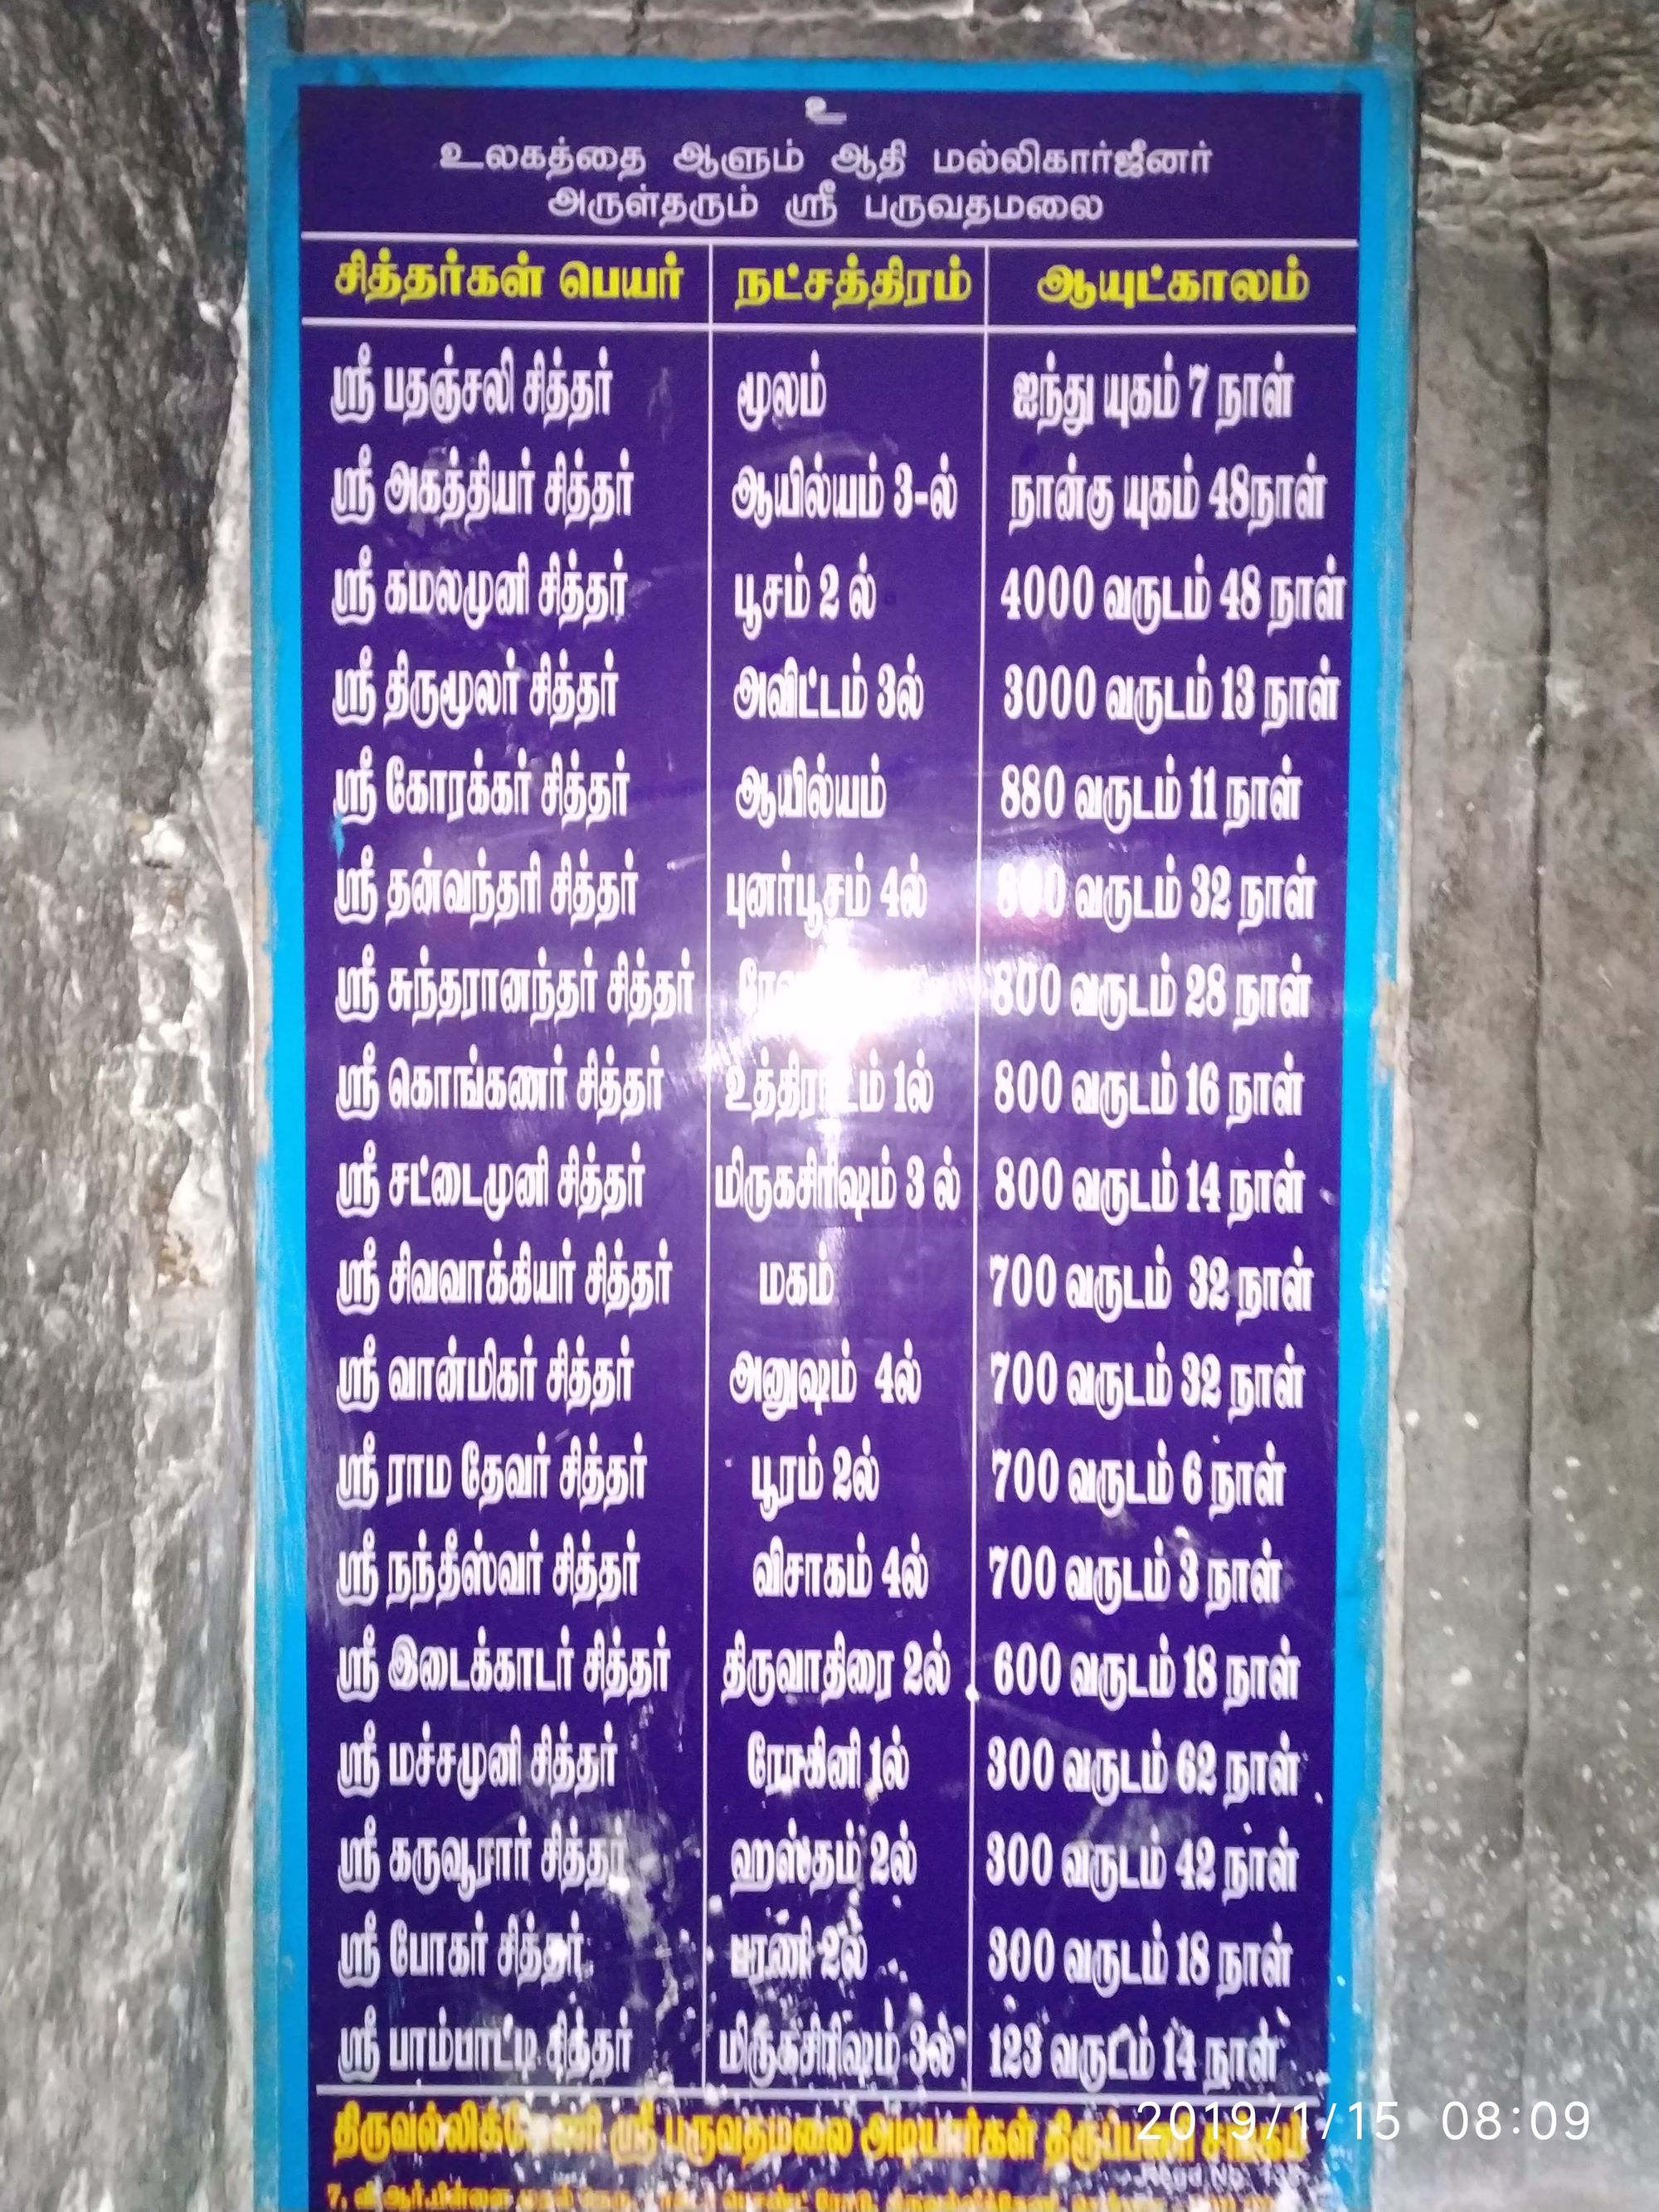 உ
உலகத்தை ஆளும் ஆதி மல்லிகார்ஜீனர்
அருள்தரும் ஸ்ரீ பருவதமலை
சித்தர்கள் பெயர் நட்சத்திரம் ஆயுட்காலம்
ஸ்ரீ பதஞ்சலி சித்தர் மூலம் ஐந்து யுகம் 7 நாள்
ஸ்ரீ அகத்தியர் சித்தர் ஆயில்யம் 3-ல் நான்கு யுகம் 48நாள்
ஸ்ரீ கமலமுனி சித்தர் பூசம் 2 ல் 4000 வருடம் 48 நாள்
ஸ்ரீ திருமூலர் சித்தர் அவிட்டம் 3ல் 3000 வருடம் 13 நாள்
ஸ்ரீ கோரக்கர் சித்தர் ஆயில்யம் 880 வருடம் 11 நாள்
ஸ்ரீ தன்வந்தரி சித்தர் புனர்பூசம் 4ல் வருடம் 32 நாள்
ஸ்ரீ சுந்தரானந்தர் சித்தர் 800 வருடம் 28 நாள்
ஸ்ரீ கொங்கணர் சித்தர் உத்திராடம் 1ல் 800 வருடம் 16 நாள்
ஸ்ரீ சட்டைமுனி சித்தர் மிருகசிரிஷம் 3 ல் 800 வருடம் 14 நாள்
ஸ்ரீ சிவவாக்கியர் சித்தர் மகம் 700 வருடம் 32 நாள்
ஸ்ரீ வான்மிகர் சித்தர் அனுஷம் 4ல் 700 வருடம் 32 நாள்
ஸ்ரீ ராம தேவர் சித்தர் பூரம் 2ல் 700 வருடம் 6 நாள்
ஸ்ரீ நந்தீஸ்வர் சித்தர் விசாகம் 4ல் 700 வருடம் 3 நாள்
ஸ்ரீ இடைக்காடர் சித்தர் திருவாதிரை 2ல் 600 வருடம் 18 நாள்
ஸ்ரீ மச்சமுனி சித்தர் ரோகினி 1ல் 300 வருடம் 62 நாள்
ஸ்ரீ கருவூரார் சித்தர் ஹஸ்தம் 2ல் 300 வருடம் 42 நாள்
ஸ்ரீ போகர் சித்தர் பரணி 2ல் 300 வருடம் 18 நாள்
ஸ்ரீ பாம்பாட்டி சித்தர் மிருகசிரிஷம் 3ல் 123 வருடம் 14 நாள்
திருவல்லிக்கேணி ஸ்ரீ பருவதமலை அடியார்கள் திருப்பணி சங்கம்
2019/1/15 08:09